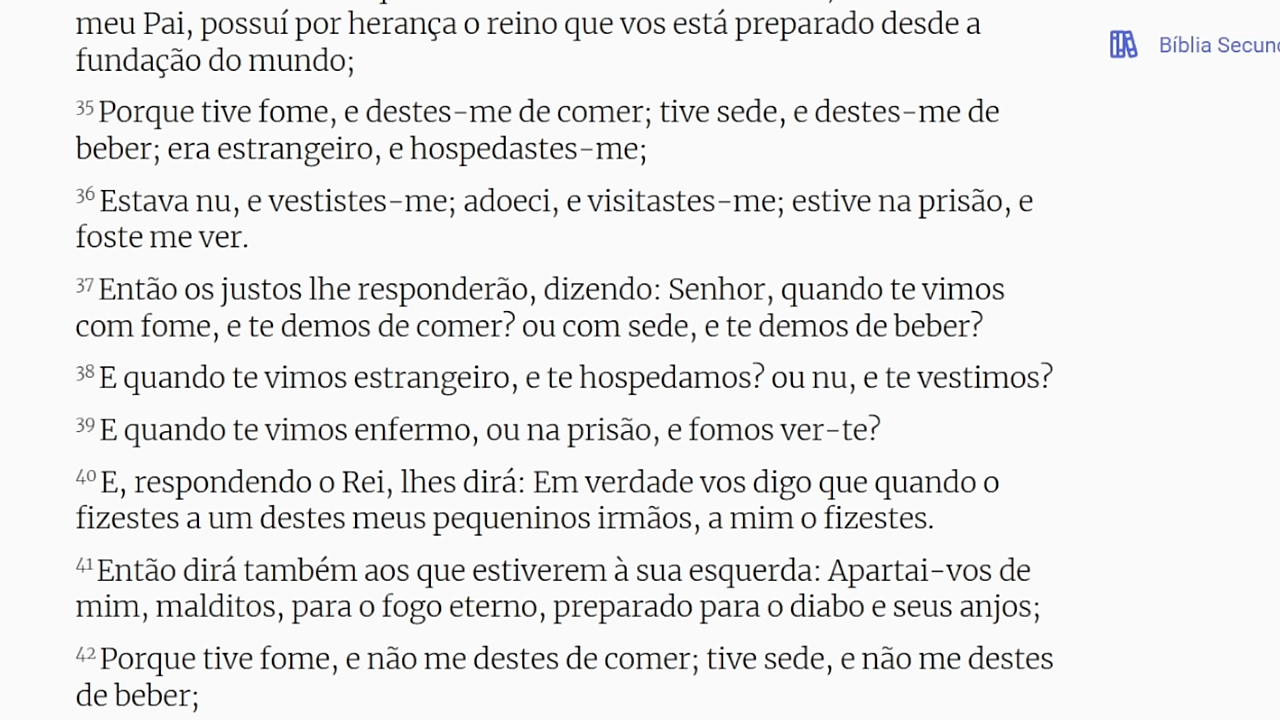 meu Pai, possuí por herança o reino que vos está preparado desde a
fundação do mundo;
Bíblia Secun
35 Porque tive fome, e destes-me de comer; tive sede, e destes-me de
beber; era estrangeiro, e hospedastes-me;
36 Estava nu, e vestistes-me; adoeci, e visitastes-me; estive na prisão, e
foste me ver.
37 Então os justos lhe responderão, dizendo: Senhor, quando te vimos
com fome, e te demos de comer? ou com sede, e te demos de beber?
38 E quando te vimos estrangeiro, e te hospedamos? ou nu, e te vestimos?
39 E quando te vimos enfermo, ou na prisão, e fomos ver-te?
40 E, respondendo o Rei, lhes dirá: Em verdade vos digo que quando o
fizestes a um destes meus pequeninos irmãos, a mim o fizestes.
41 Então dirá também aos que estiverem à sua esquerda: Apartai-vos de
mim, malditos, para o fogo eterno, preparado para o diabo e seus anjos;
42 Porque tive fome, e não me destes de comer; tive sede, e não me destes
de beber;